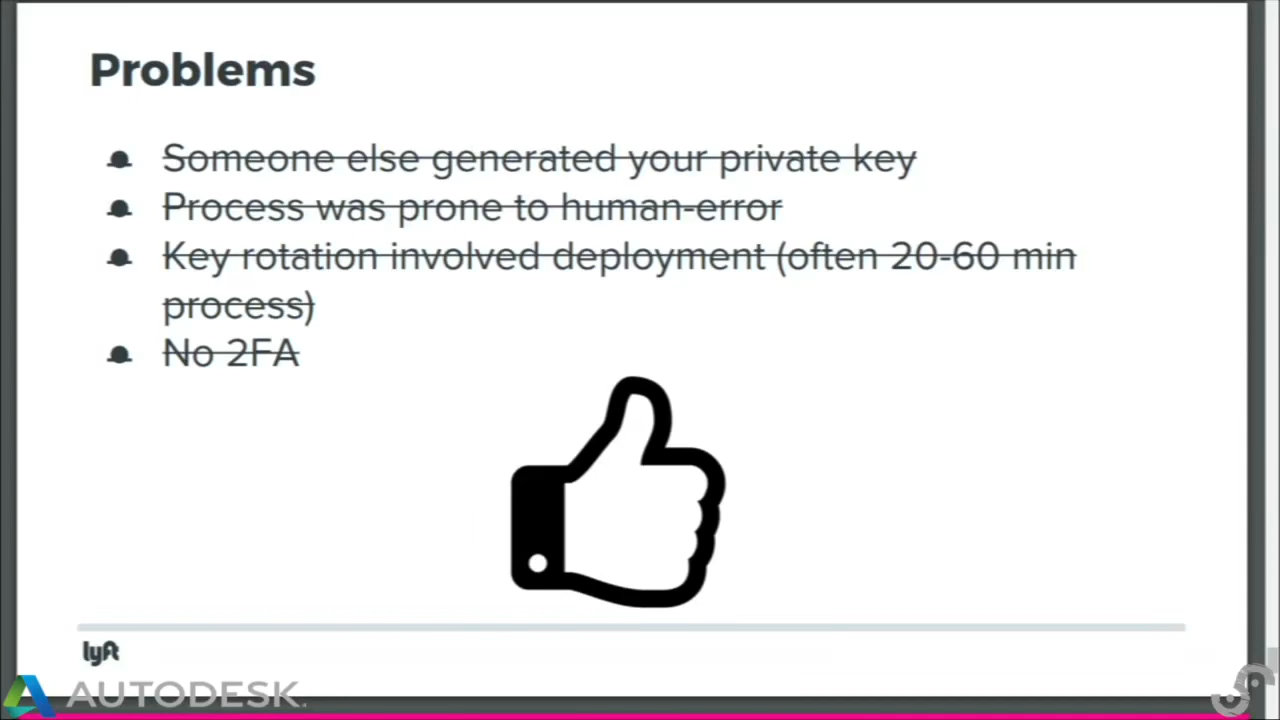 Problems
Someone else generated your private key
Process was prone to human-error
Key rotation involved deployment (often 20-60 min
process)
No 2FA
lyft
AUTODESK.